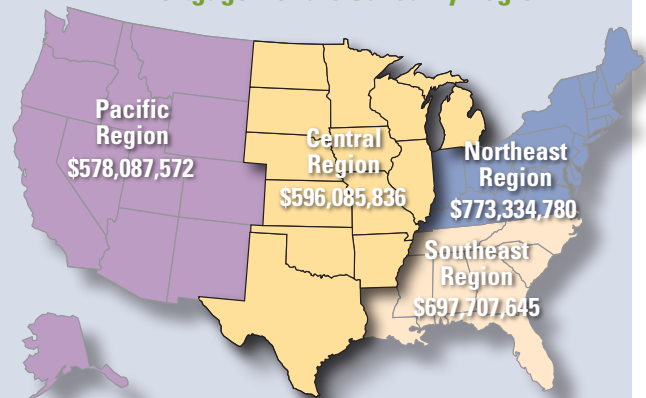 Pacific
Region
$578,087,572
Central
Region
$596,085,836
Northeast
Region
$773,334,780
Southeast
Region
$697,707,645